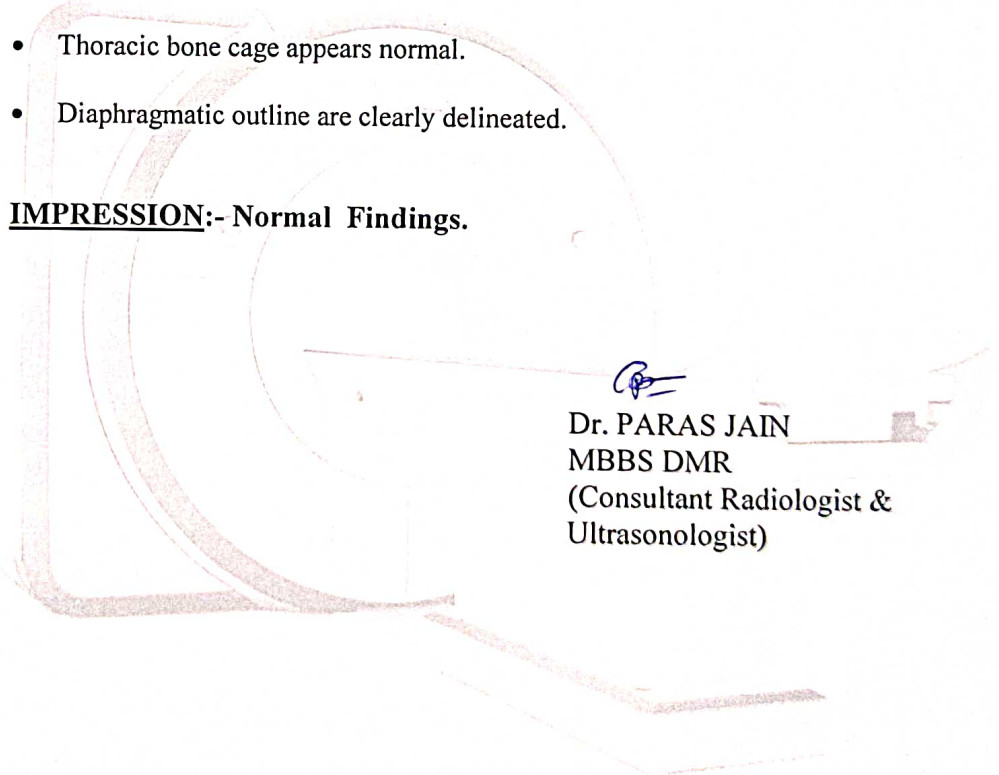 • Thoracic bone cage appears normal.
• Diaphragmatic outline are clearly delineated.
IMPRESSION:- Normal Findings.
Dr. PARAS JAIN
MBBS DMR
(Consultant Radiologist &
Ultrasonologist)